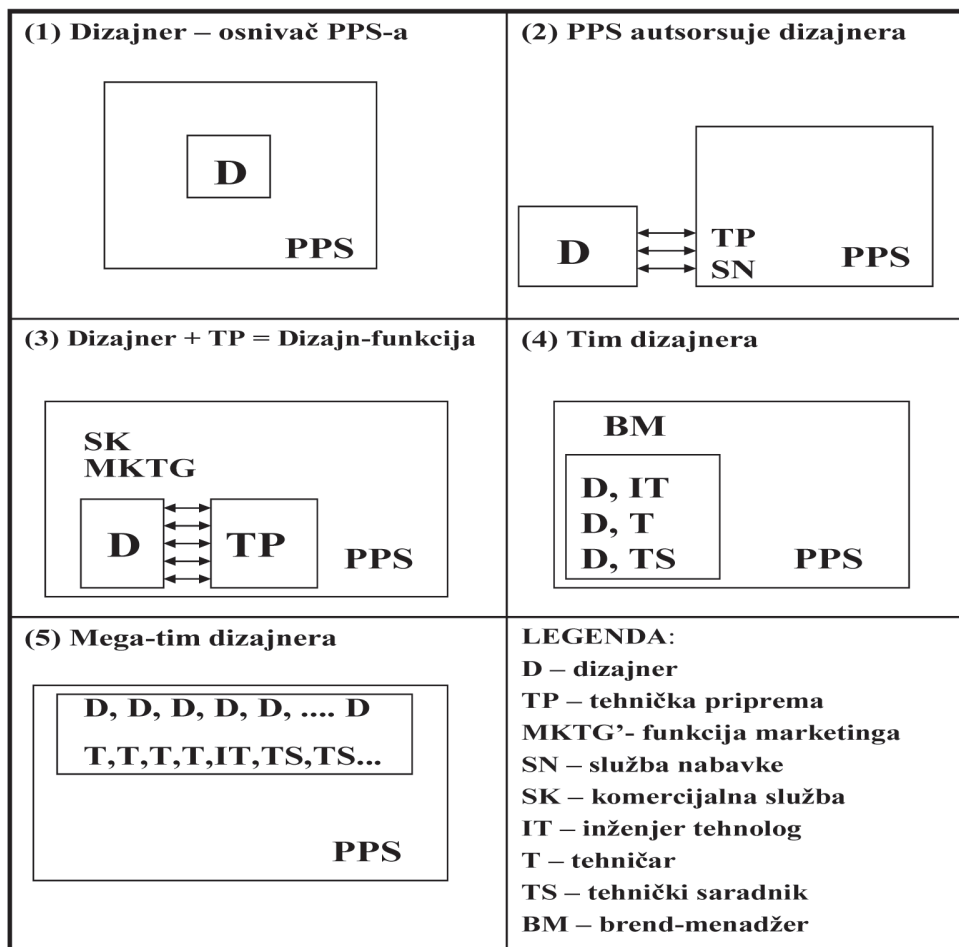 (1) Dizajner – osnivač PPS-a
D
PPS
(2) PPS autsorsuje dizajnera
D
TP
SN
PPS
(3) Dizajner + TP = Dizajn-funkcija
SK
MKTG
D
TP
PPS
(4) Tim dizajnera
BM
D, IT
D, T
D, TS
PPS
(5) Mega-tim dizajnera
D, D, D, D, D, .... D
T,T,T,T,IT,TS,TS...
PPS
LEGENDA:
D – dizajner
TP – tehnička priprema
MKTG’- funkcija marketinga
SN – služba nabavke
SK – komercijalna služba
IT – inženjer tehnolog
T – tehničar
TS – tehnički saradnik
BM – brend-menadžer